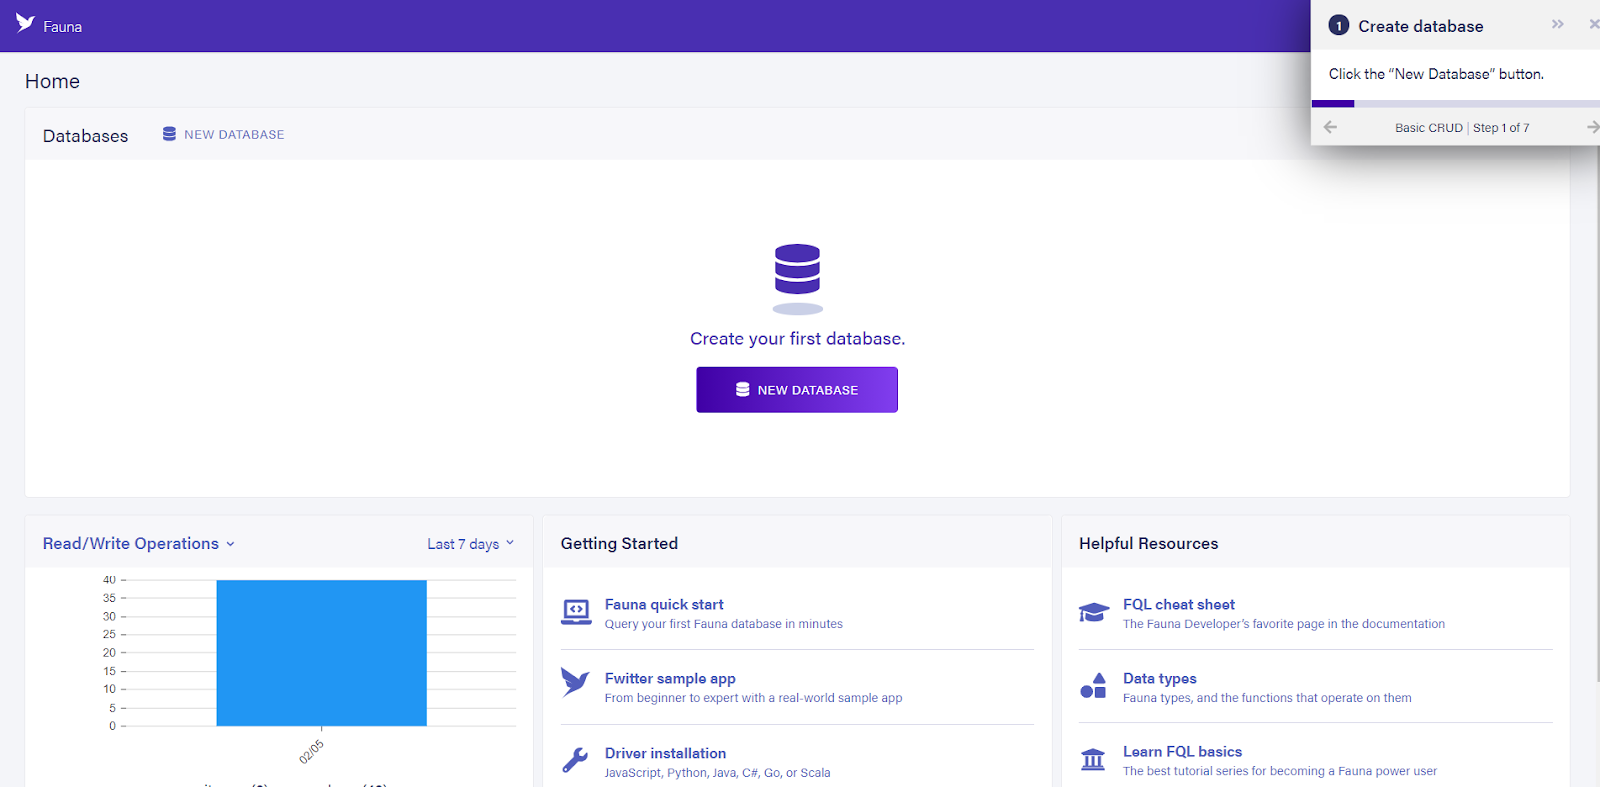 Fauna
1 Create database
Click the “New Database” button.
Basic CRUD | Step 1 of 7
Home
Databases
NEW DATABASE
Create your first database.
NEW DATABASE
Read/Write Operations
Last 7 days
40
35
30
25
20
15
10
5
0
02/05
Getting Started
Fauna quick start
Query your first Fauna database in minutes
Fwitter sample app
From beginner to expert with a real-world sample app
Driver installation
JavaScript, Python, Java, C#, Go, or Scala
Helpful Resources
FQL cheat sheet
The Fauna Developer’s favorite page in the documentation
Data types
Fauna types, and the functions that operate on them
Learn FQL basics
The best tutorial series for becoming a Fauna power user